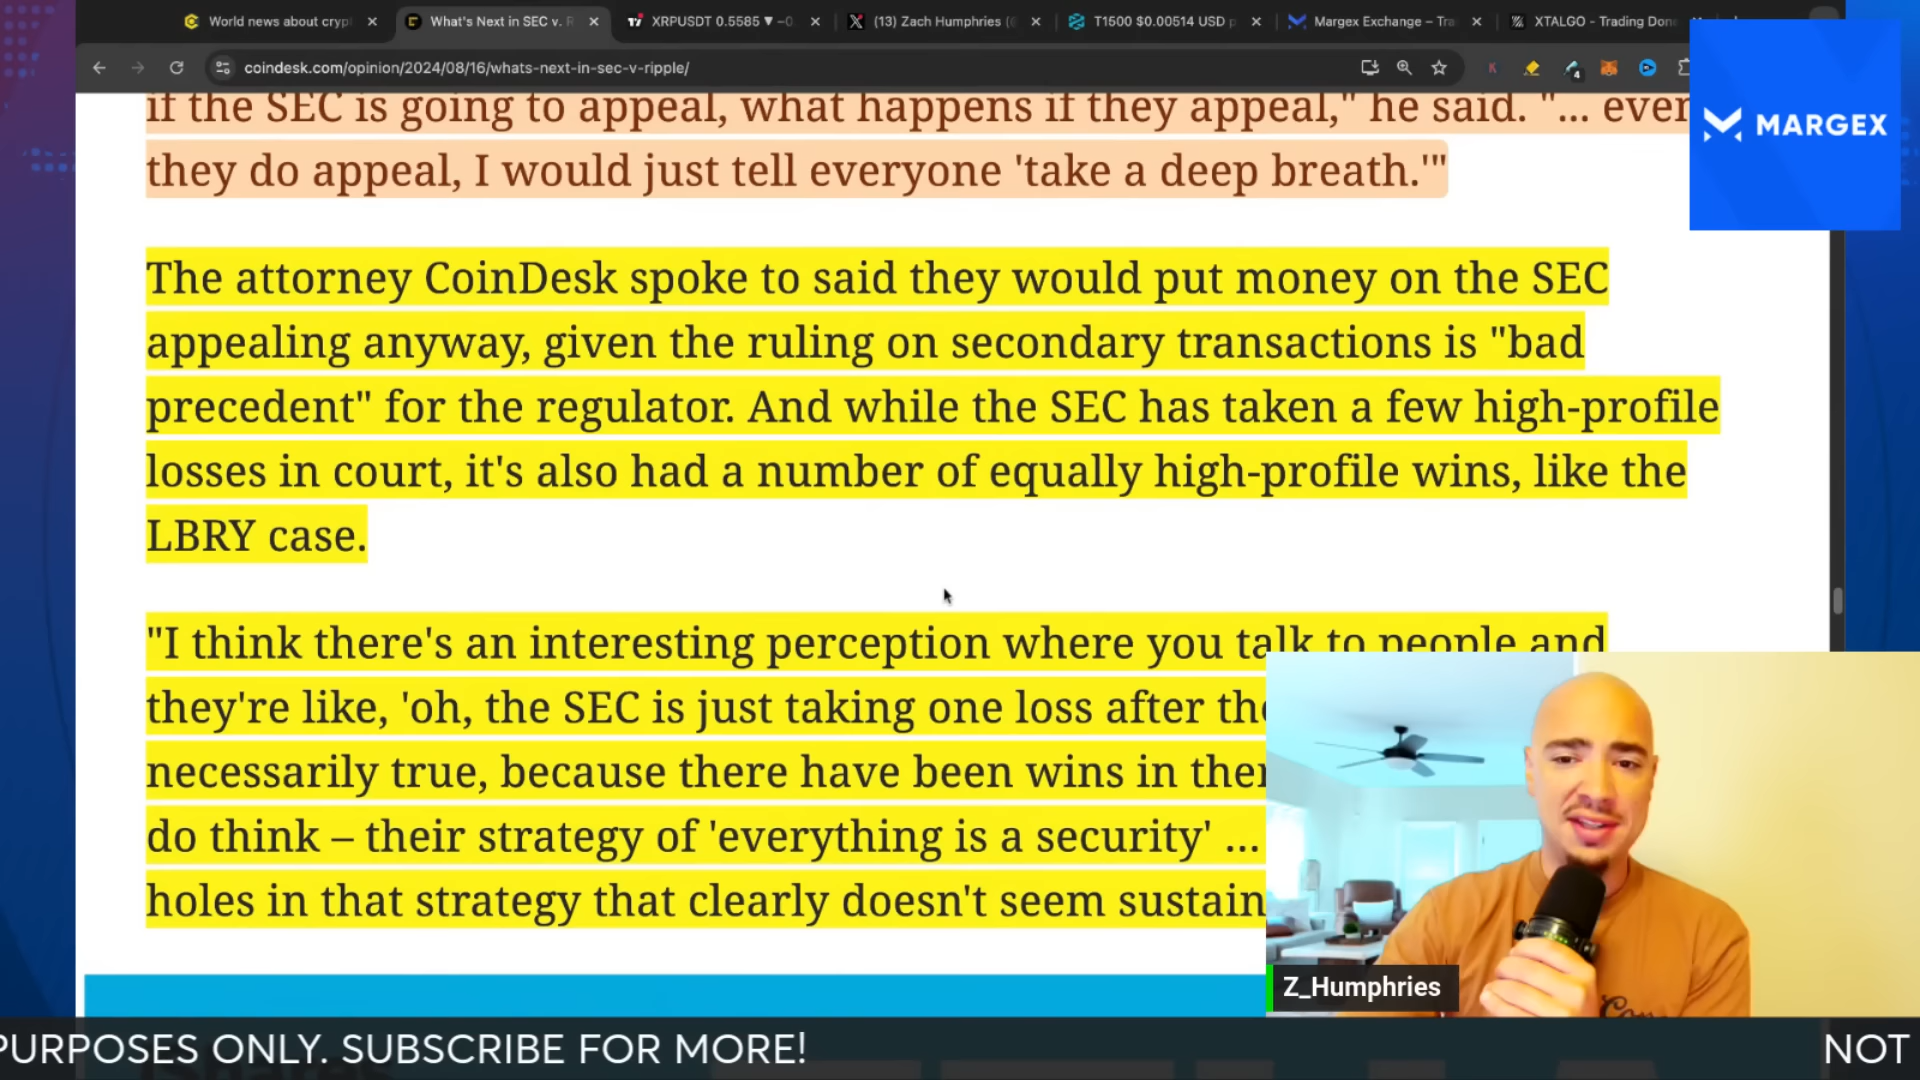 World news about cryp
What's Next in SEC v. R
XRPUSDT 0.5585 ▼ −0
(13) Zach Humphries (
T1500 $0.00514 USD p
Margex Exchange – Tra
XTALGO - Trading Don
coindesk.com/opinion/2024/08/16/whats-next-in-sec-v-ripple/
4
MARGEX
if the SEC is going to appeal, what happens if they appeal," he said. "... even
they do appeal, I would just tell everyone 'take a deep breath.'"
The attorney CoinDesk spoke to said they would put money on the SEC
appealing anyway, given the ruling on secondary transactions is "bad
precedent" for the regulator. And while the SEC has taken a few high-profile
losses in court, it's also had a number of equally high-profile wins, like the
LBRY case.
"I think there's an interesting perception where you talk to people and
they're like, 'oh, the SEC is just taking one loss after the
necessarily true, because there have been wins in ther
do think – their strategy of 'everything is a security' ...
holes in that strategy that clearly doesn't seem sustain
Z_Humphries
PURPOSES ONLY. SUBSCRIBE FOR MORE!
NOT